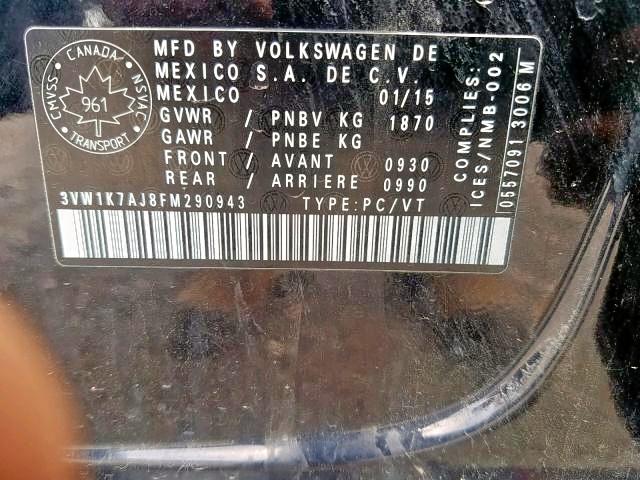 CANADA
CMVSS
NSVAC
961
TRANSPORT
MFD BY VOLKSWAGEN DE
MEXICO S.A. DE C.V.
MEXICO 01/15
GVWR / PNBV KG 1870
GAWR / PNBE KG
FRONT / AVANT 0930
REAR / ARRIERE 0990
3VW1K7AJ8FM290943 TYPE:PC/VT
COMPLIES:
ICES/NMB-002
0557091 3006 M